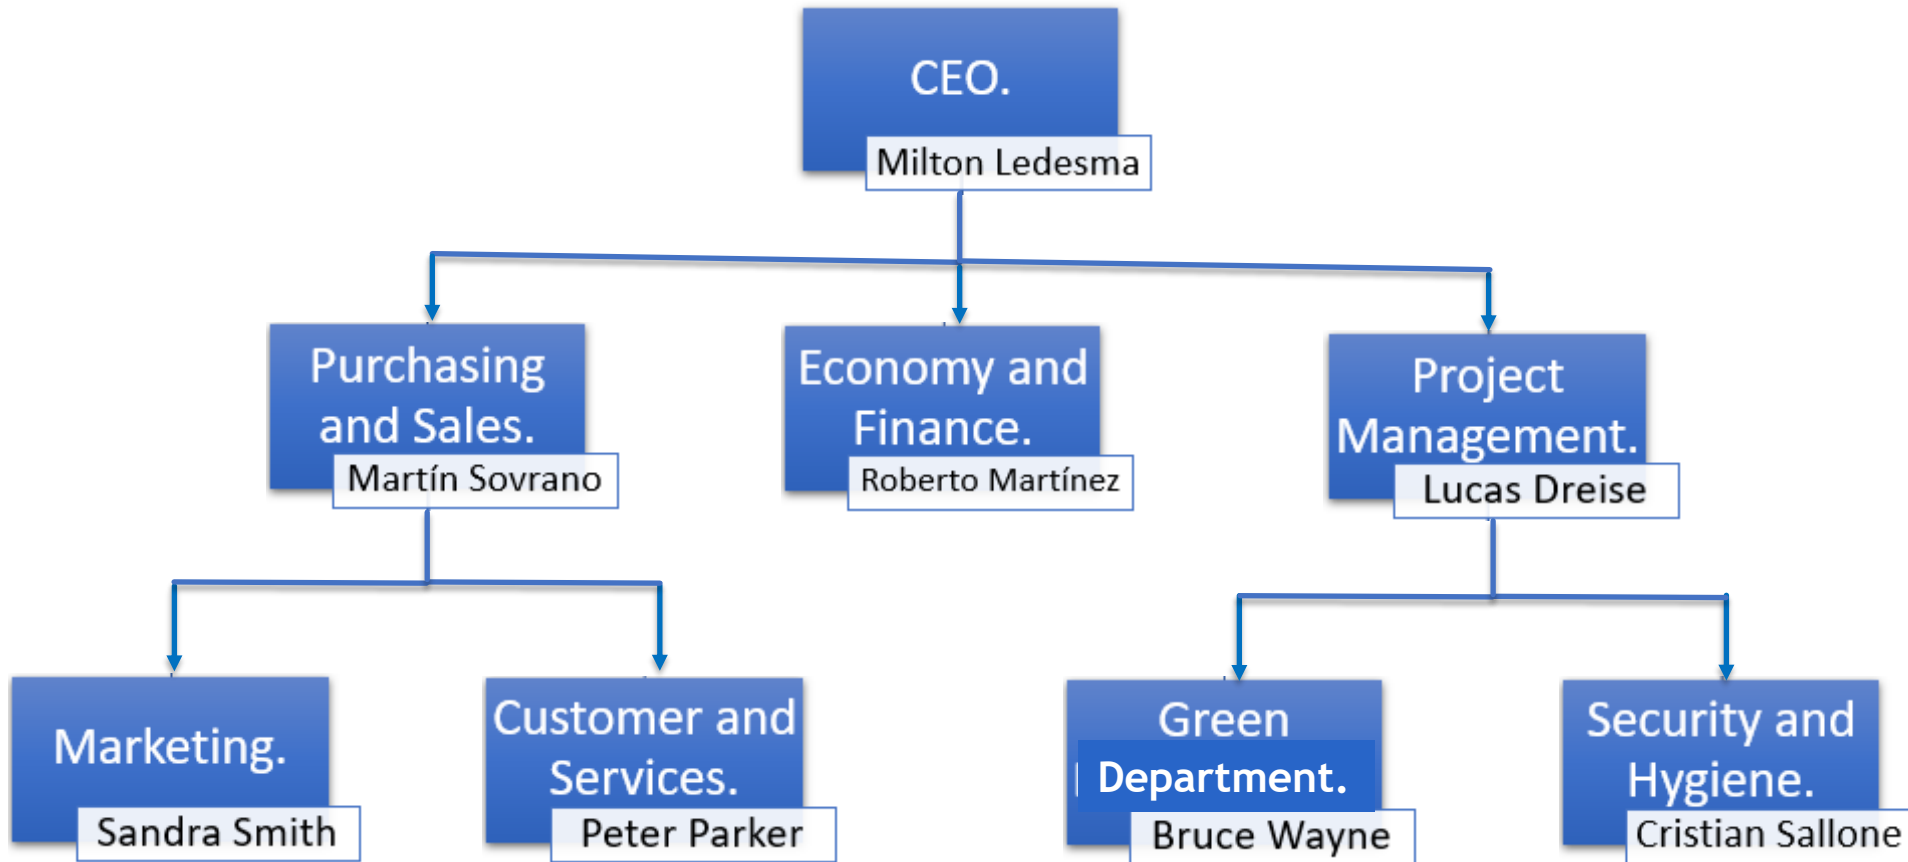 CEO.
Milton Ledesma
Purchasing
and Sales.
Martín Sovrano
Economy and
Finance.
Roberto Martínez
Project
Management.
Lucas Dreise
Marketing.
Sandra Smith
Customer and
Services.
Peter Parker
Green
Department.
Bruce Wayne
Security and
Hygiene.
Cristian Sallone